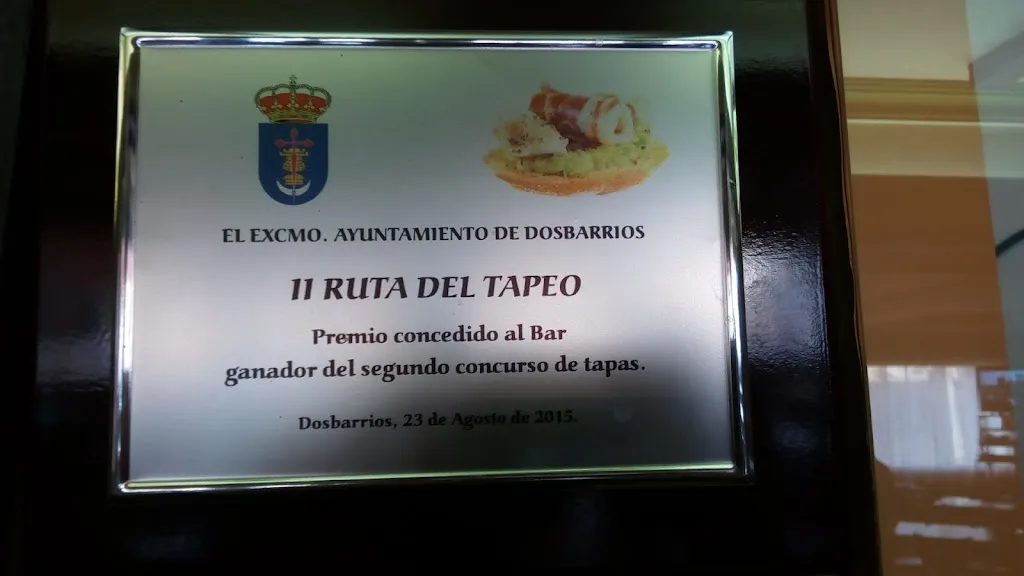 EL EXCMO. AYUNTAMIENTO DE DOSBARRIOS
II RUTA DEL TAPEO
Premio concedido al Bar
ganador del segundo concurso de tapas.
Dosbarrios, 23 de Agosto de 2015.